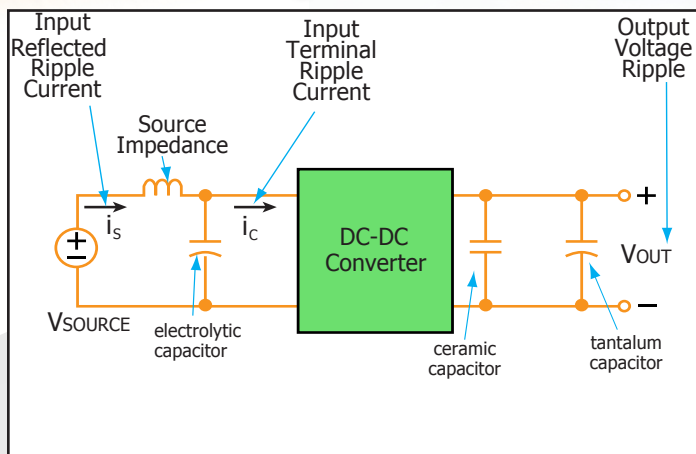 Input
Reflected
Ripple
Current
Input
Terminal
Ripple
Current
Output
Voltage
Ripple
Source
Impedance
iS
iC
DC-DC
Converter
+
−
+
VOUT
−
VSOURCE
electrolytic
capacitor
ceramic
capacitor
tantalum
capacitor